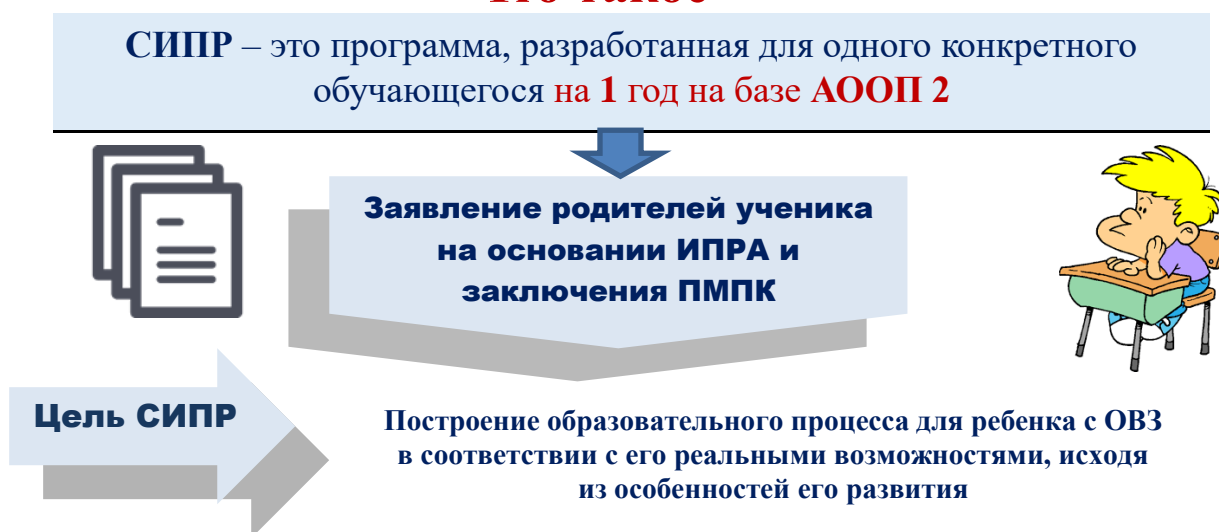 СИПР – это программа, разработанная для одного конкретного
обучающегося на 1 год на базе АООП 2
Заявление родителей ученика
на основании ИПРА и
заключения ПМПК
Цель СИПР
Построение образовательного процесса для ребенка с ОВЗ
в соответствии с его реальными возможностями, исходя
из особенностей его развития